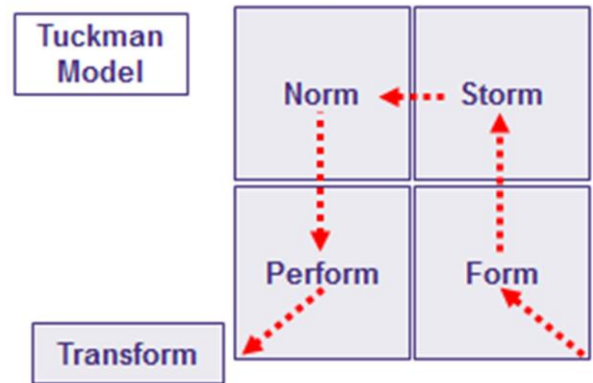 Tuckman
Model
Norm
Storm
Perform
Form
Transform